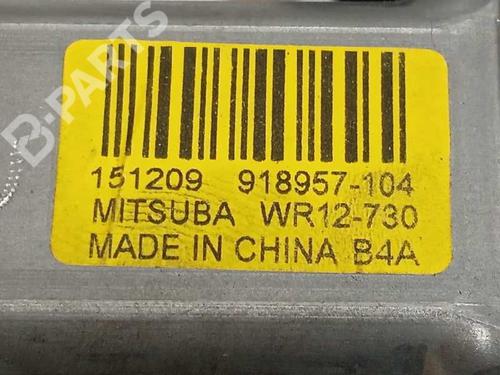 B-PARTS
151209 918957-104
MITSUBA WR12-730
MADE IN CHINA B4A